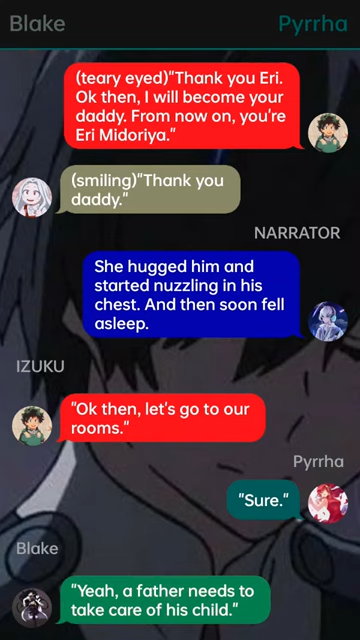 Blake
Pyrrha
(teary eyed)"Thank you Eri.
Ok then, I will become your
daddy. From now on, you're
Eri Midoriya."
(smiling)"Thank you
daddy."
NARRATOR
She hugged him and
started nuzzling in his
chest. And then soon fell
asleep.
IZUKU
"Ok then, let's go to our
rooms."
Pyrrha
"Sure."
Blake
"Yeah, a father needs to
take care of his child."